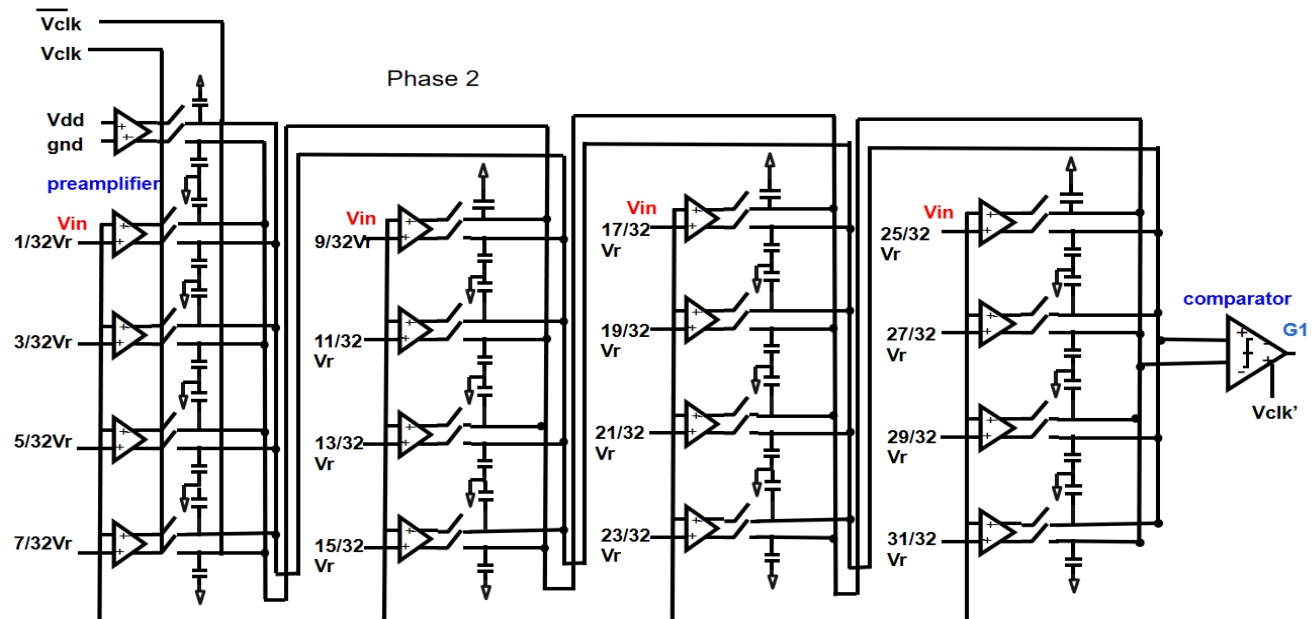 Vclk
Vclk
Phase 2
Vdd
gnd
preamplifier
Vin
1/32Vr
3/32Vr
5/32Vr
7/32Vr
Vin
9/32Vr
11/32
Vr
13/32
Vr
15/32
Vr
Vin
17/32
Vr
19/32
Vr
21/32
Vr
23/32
Vr
Vin
25/32
Vr
27/32
Vr
29/32
Vr
31/32
Vr
comparator
G1
Vclk’